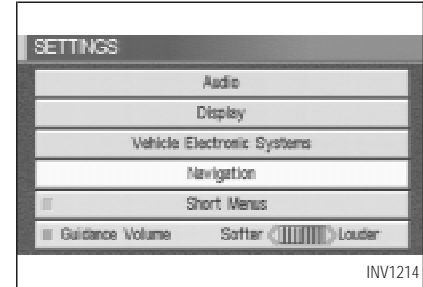 SETTINGS
Audio
Display
Vehicle Electronic Systems
Navigation
Short Menus
Guidance Volume Softer Louder
INV1214